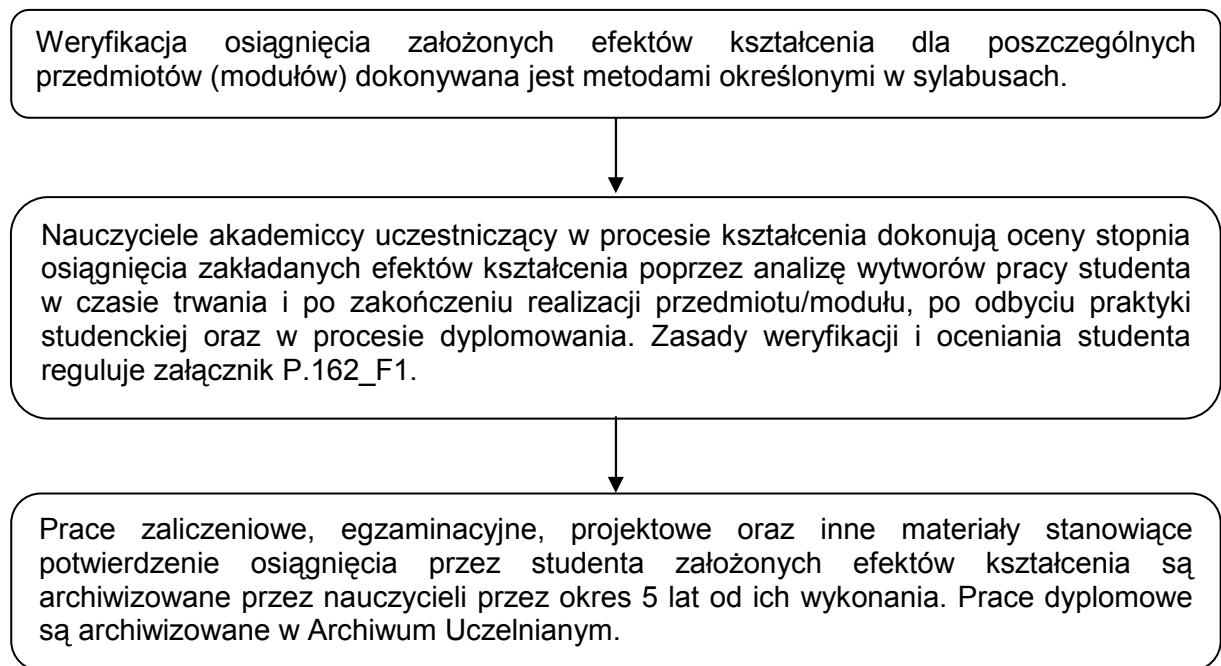 Weryfikacja osiągnięcia założonych efektów kształcenia dla poszczególnych
przedmiotów (modułów) dokonywana jest metodami określonymi w sylabusach.
Nauczyciele akademiccy uczestniczący w procesie kształcenia dokonują oceny stopnia
osiągnięcia zakładanych efektów kształcenia poprzez analizę wytworów pracy studenta
w czasie trwania i po zakończeniu realizacji przedmiotu/modułu, po odbyciu praktyki
studenckiej oraz w procesie dyplomowania. Zasady weryfikacji i oceniania studenta
reguluje załącznik P.162_F1.
Prace zaliczeniowe, egzaminacyjne, projektowe oraz inne materiały stanowiące
potwierdzenie osiągnięcia przez studenta założonych efektów kształcenia są
archiwizowane przez nauczycieli przez okres 5 lat od ich wykonania. Prace dyplomowe
są archiwizowane w Archiwum Uczelnianym.